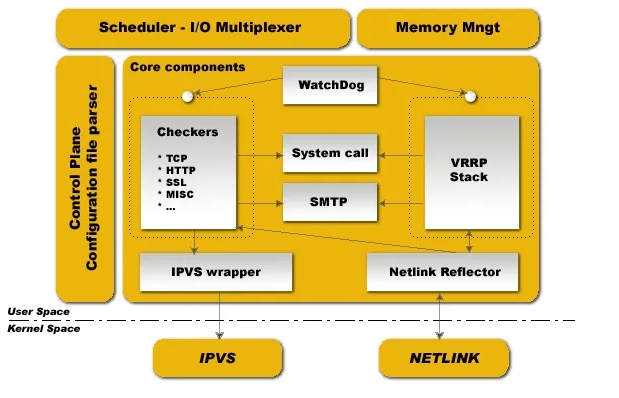 Scheduler - I/O Multiplexer
Memory Mngt
Control Plane
Configuration file parser
Core components
WatchDog
Checkers
* TCP
* HTTP
* SSL
* MISC
* ...
System call
SMTP
VRRP
Stack
IPVS wrapper
Netlink Reflector
User Space
Kernel Space
IPVS
NETLINK